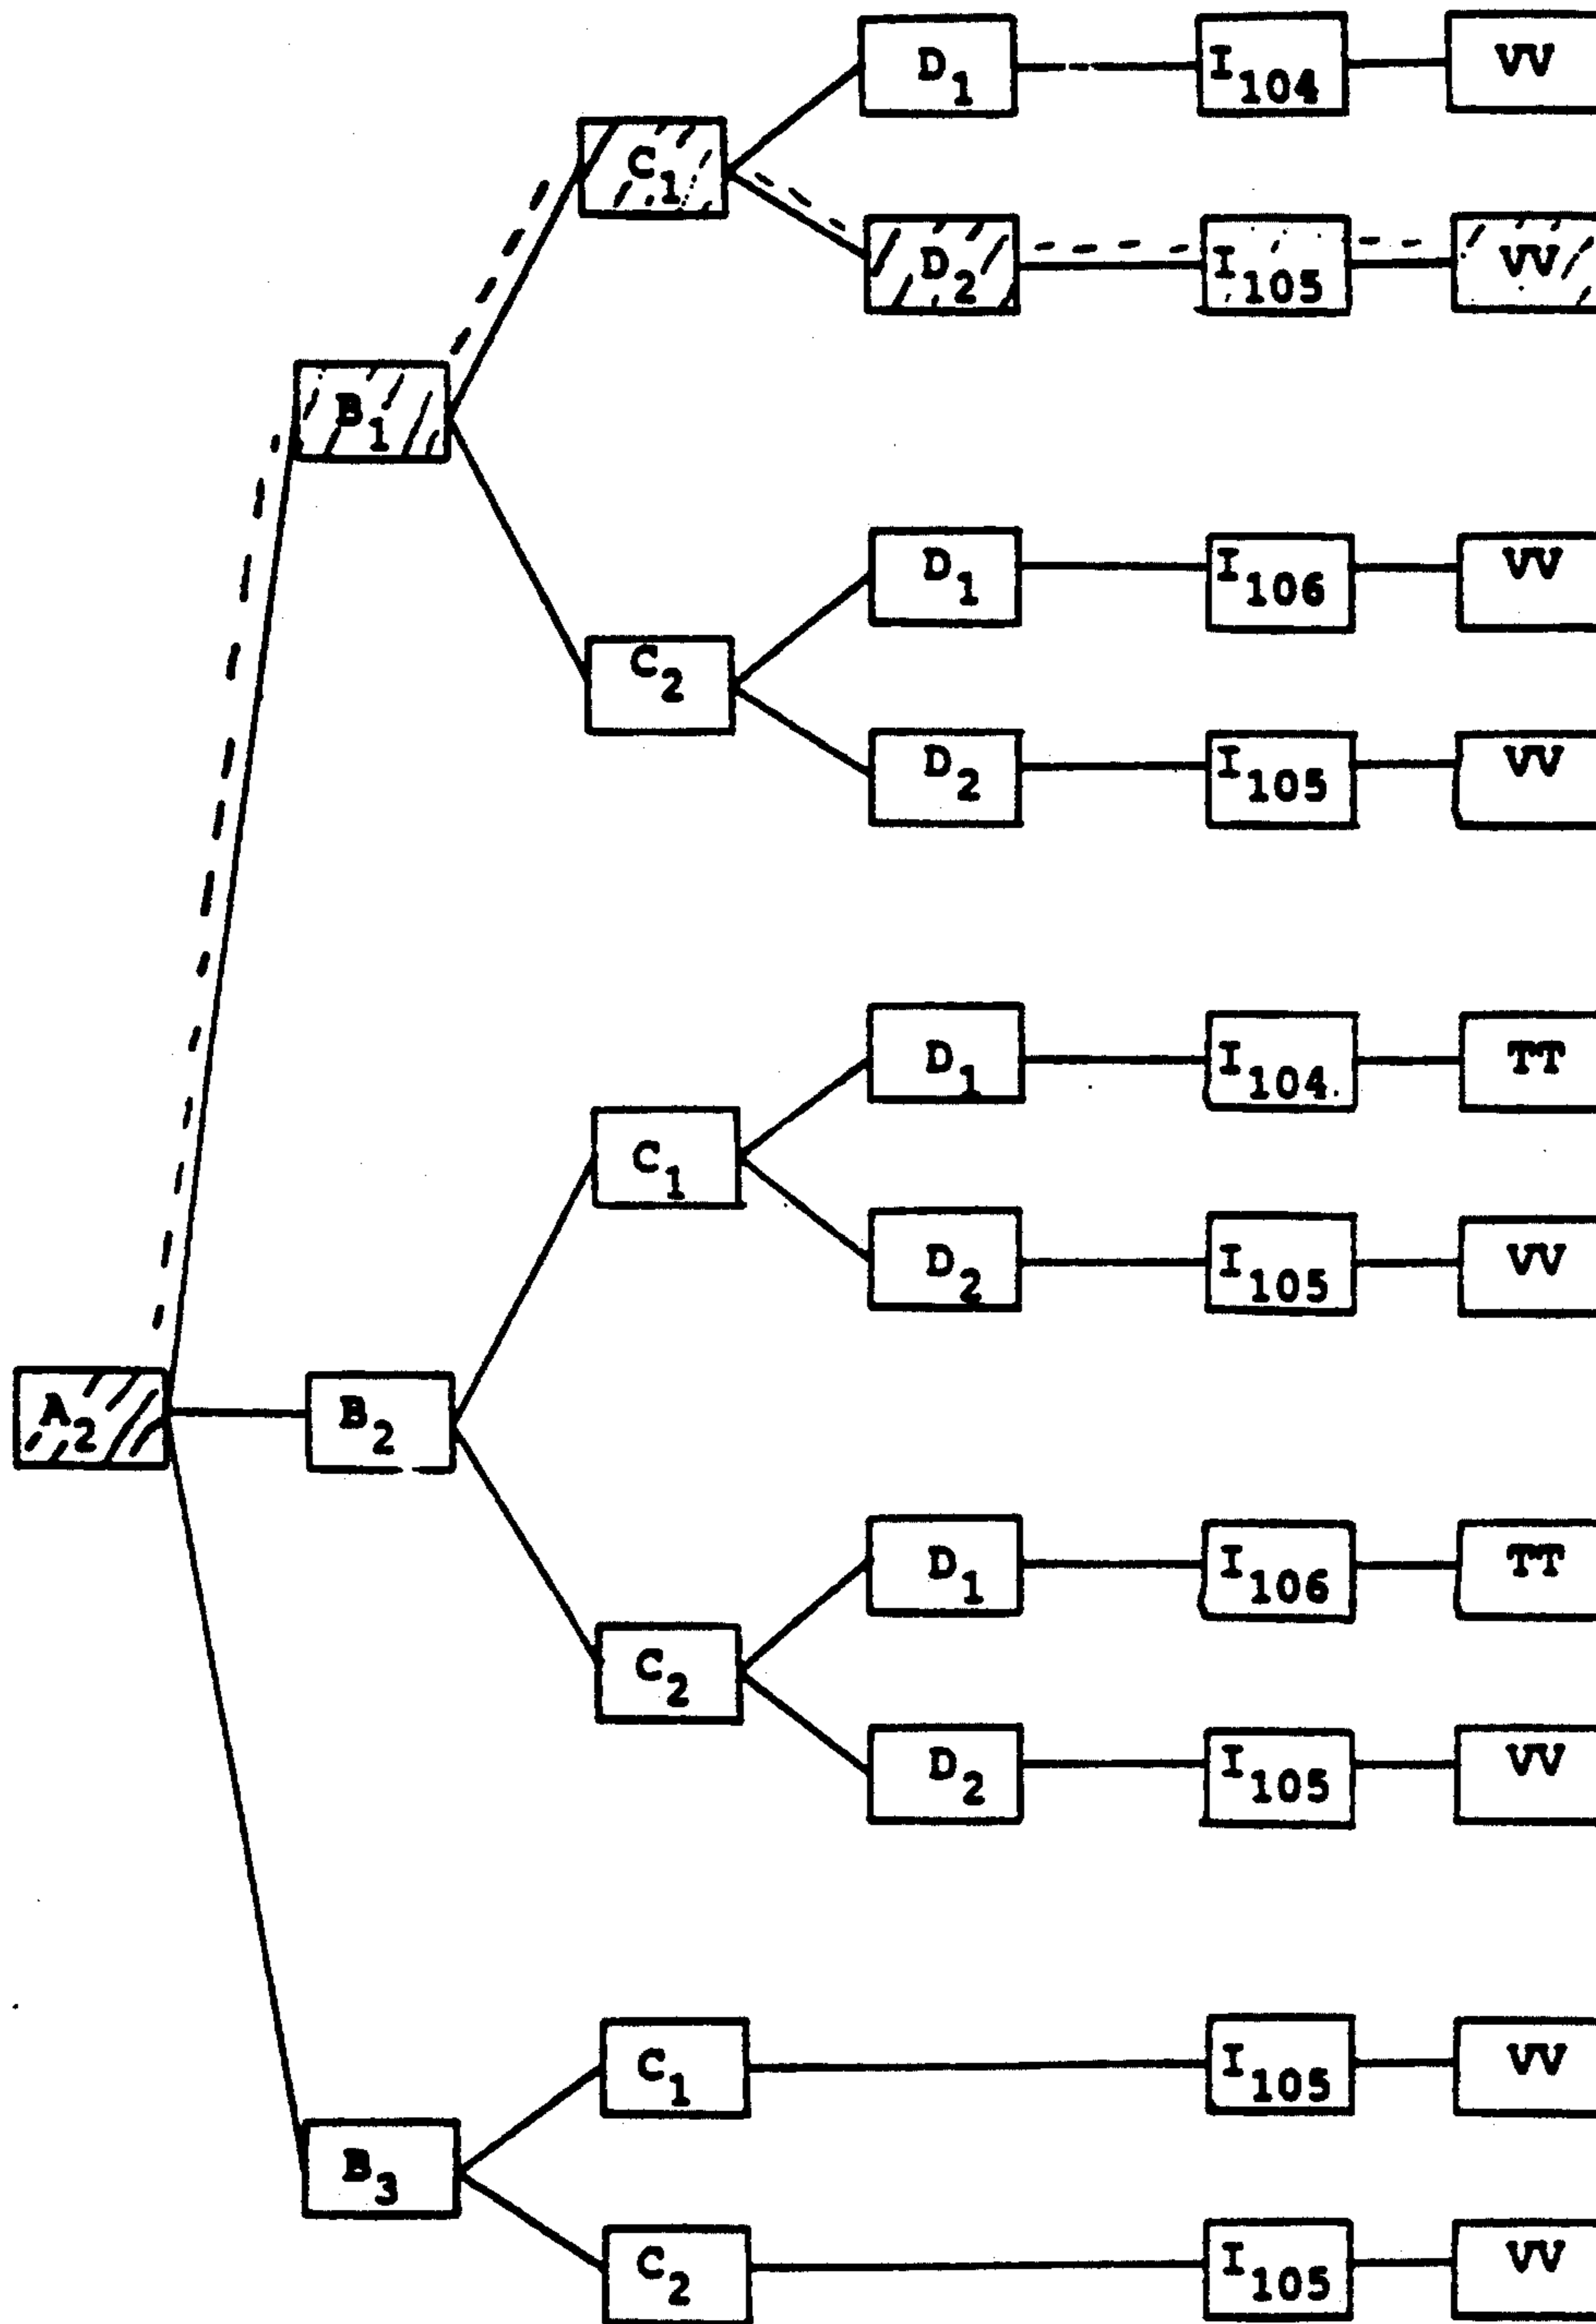 D₁ I₁₀₄ VV
C₁
D₂ I₁₀₅ VV
B₁
D₁ I₁₀₆ VV
C₂
D₂ I₁₀₅ VV
D₁ I₁₀₄ TT
C₁
D₂ I₁₀₅ VV
A₂ B₂
D₁ I₁₀₆ TT
C₂
D₂ I₁₀₅ VV
C₁ I₁₀₅ VV
B₃
C₂ I₁₀₅ VV